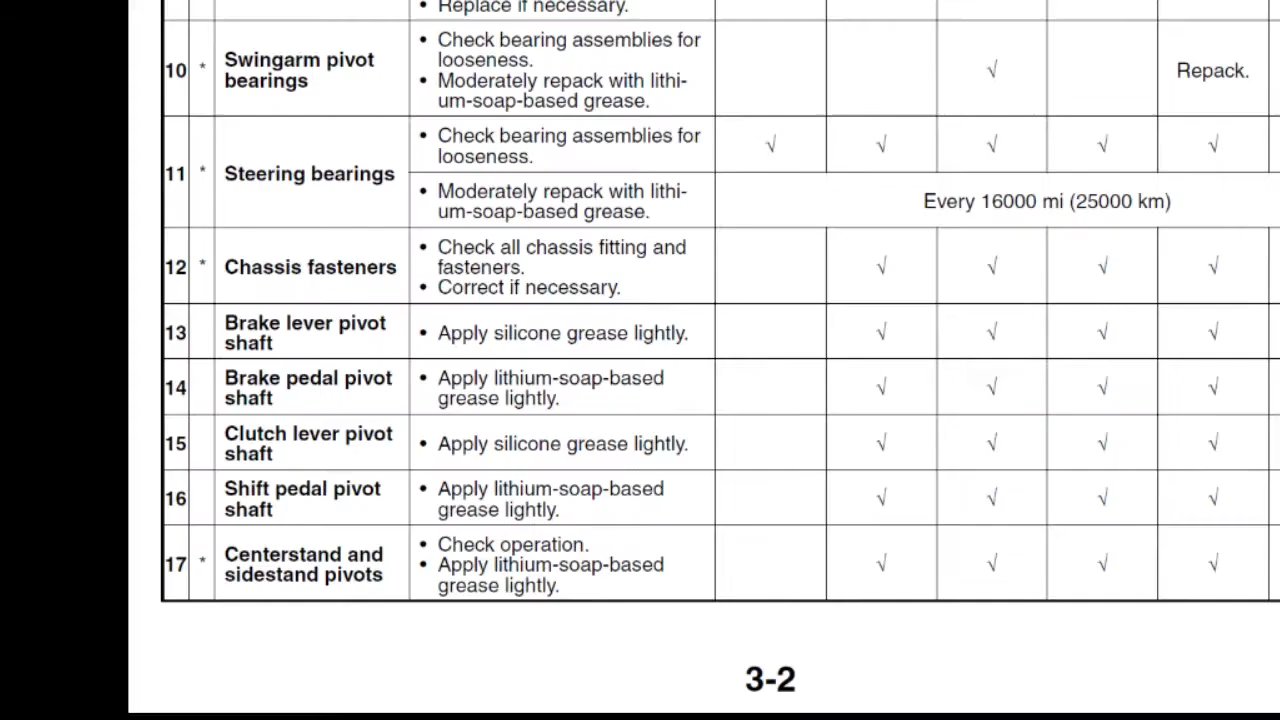 • Replace if necessary.
10 * Swingarm pivot
bearings
• Check bearing assemblies for
looseness.
• Moderately repack with lithi-
um-soap-based grease.
√ Repack.
11 * Steering bearings
• Check bearing assemblies for
looseness.
√ √ √ √ √
• Moderately repack with lithi-
um-soap-based grease.
Every 16000 mi (25000 km)
12 * Chassis fasteners
• Check all chassis fitting and
fasteners.
• Correct if necessary.
√ √ √ √
13 Brake lever pivot
shaft
• Apply silicone grease lightly.
√ √ √ √
14 Brake pedal pivot
shaft
• Apply lithium-soap-based
grease lightly.
√ √ √ √
15 Clutch lever pivot
shaft
• Apply silicone grease lightly.
√ √ √ √
16 Shift pedal pivot
shaft
• Apply lithium-soap-based
grease lightly.
√ √ √ √
17 * Centerstand and
sidestand pivots
• Check operation.
• Apply lithium-soap-based
grease lightly.
√ √ √ √
3-2